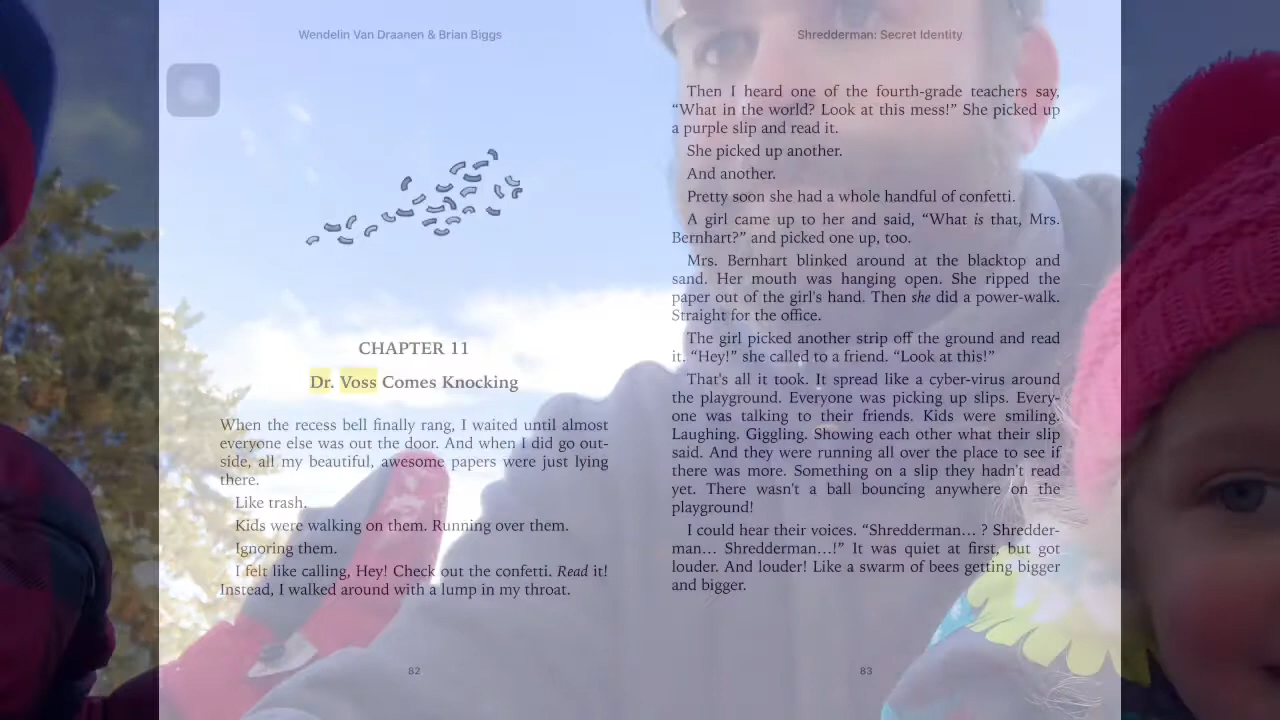 Wendelin Van Draanen & Brian Biggs
CHAPTER 11
Dr. Voss Comes Knocking
When the recess bell finally rang, I waited until almost
everyone else was out the door. And when I did go out-
side, all my beautiful, awesome papers were just lying
there.
Like trash.
Kids were walking on them. Running over them.
Ignoring them.
I felt like calling, Hey! Check out the confetti. Read it!
Instead, I walked around with a lump in my throat.
82
Shredderman: Secret Identity
Then I heard one of the fourth-grade teachers say,
“What in the world? Look at this mess!” She picked up
a purple slip and read it.
She picked up another.
And another.
Pretty soon she had a whole handful of confetti.
A girl came up to her and said, “What is that, Mrs.
Bernhart?” and picked one up, too.
Mrs. Bernhart blinked around at the blacktop and
sand. Her mouth was hanging open. She ripped the
paper out of the girl's hand. Then she did a power-walk.
Straight for the office.
The girl picked another strip off the ground and read
it. “Hey!” she called to a friend. “Look at this!”
That's all it took. It spread like a cyber-virus around
the playground. Everyone was picking up slips. Every-
one was talking to their friends. Kids were smiling.
Laughing. Giggling. Showing each other what their slip
said. And they were running all over the place to see if
there was more. Something on a slip they hadn't read
yet. There wasn't a ball bouncing anywhere on the
playground!
I could hear their voices. “Shredderman… ? Shredder-
man… Shredderman…!” It was quiet at first, but got
louder. And louder! Like a swarm of bees getting bigger
and bigger.
83